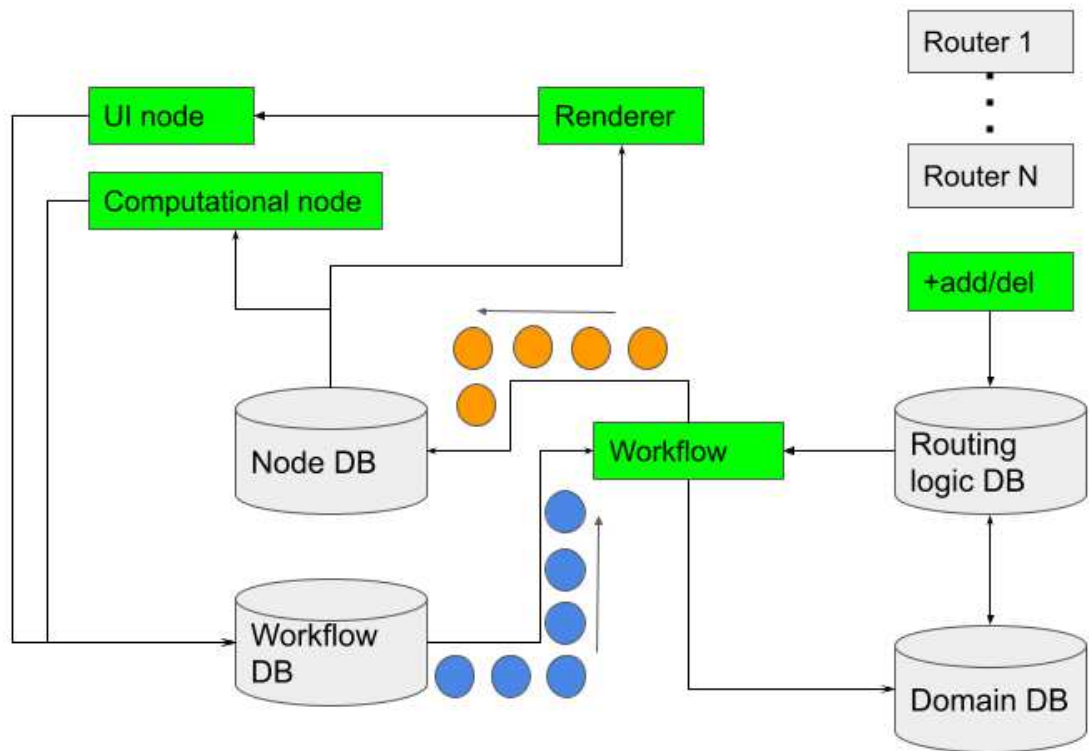 Router 1
UI node
Renderer
Router N
Computational node
+add/del
Node DB
Workflow
Routing
logic DB
Workflow
DB
Domain DB